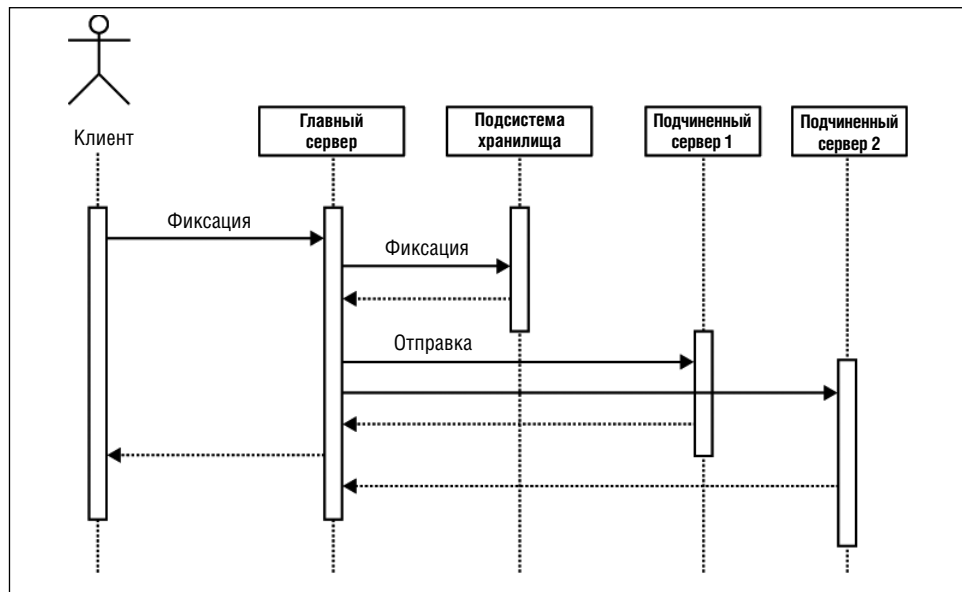 Клиент
Главный
сервер
Подсистема
хранилища
Подчиненный
сервер 1
Подчиненный
сервер 2
Фиксация
Фиксация
Отправка